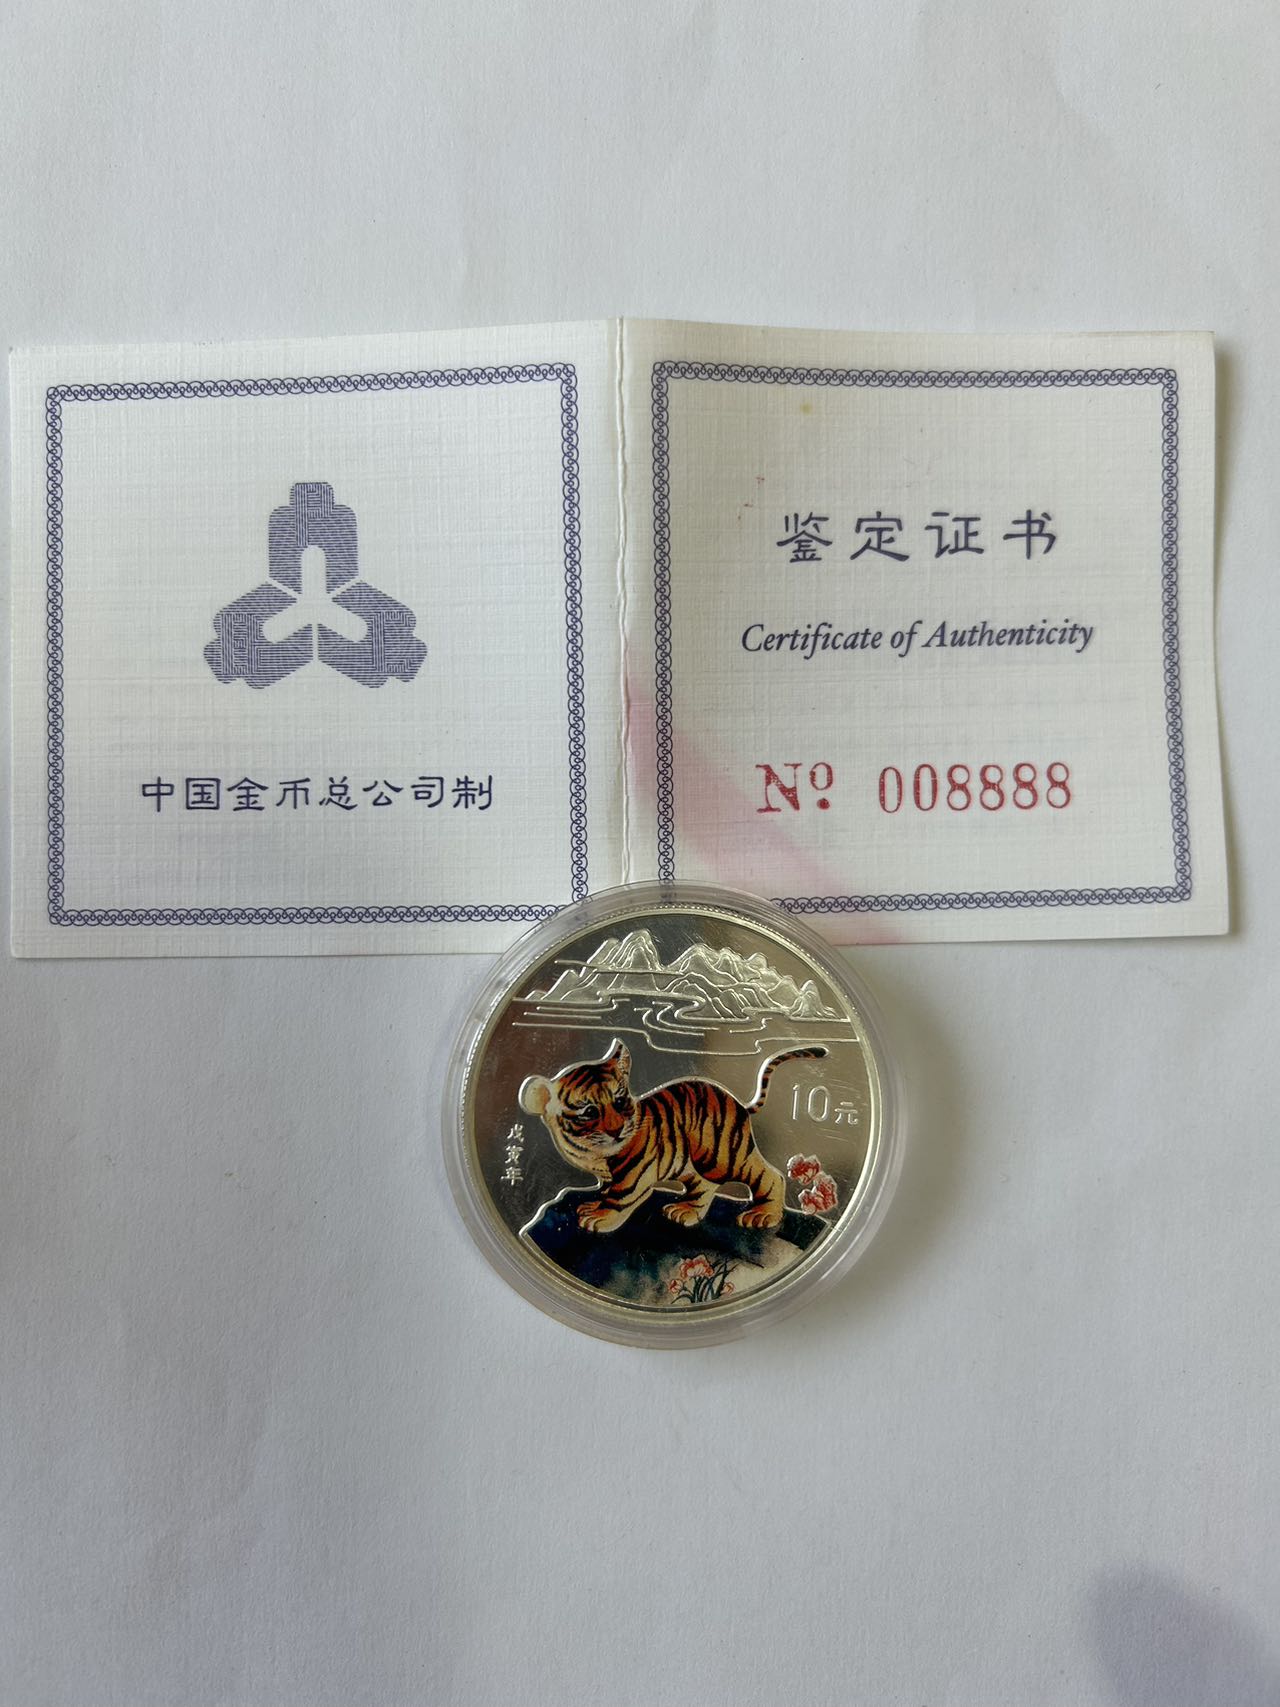 中国金币总公司制
鉴定证书
Certificate of Authenticity
Nº 008888
10元
戊寅年